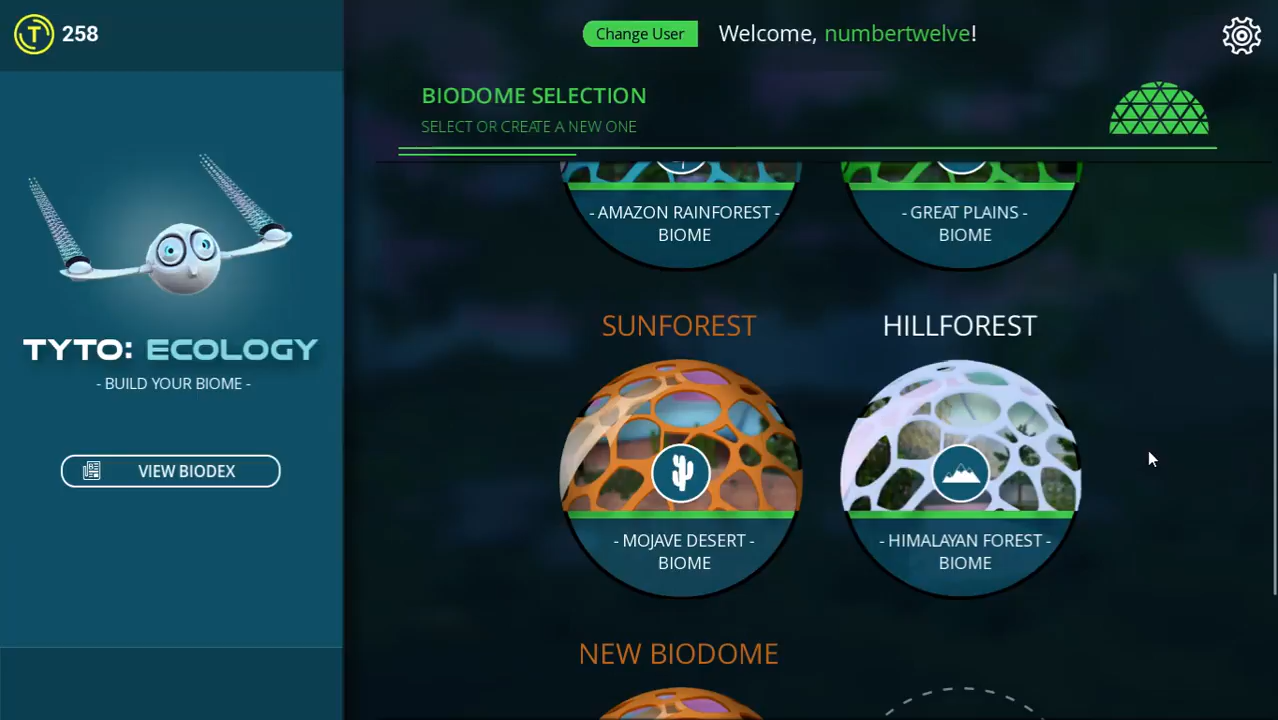 T 258
Change User
Welcome, numbertwelve!
BIODOME SELECTION
SELECT OR CREATE A NEW ONE
- AMAZON RAINFOREST -
BIOME
- GREAT PLAINS -
BIOME
SUNFOREST
HILLFOREST
TYTO: ECOLOGY
- BUILD YOUR BIOME -
VIEW BIODEX
- MOJAVE DESERT -
BIOME
- HIMALAYAN FOREST -
BIOME
NEW BIODOME